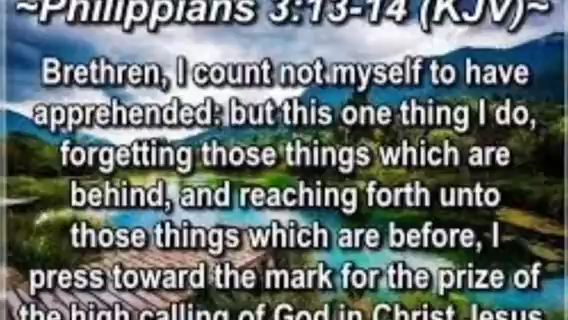 ~Philippians 3:13-14 (KJV)~
Brethren, I count not myself to have
apprehended: but this one thing I do,
forgetting those things which are
behind, and reaching forth unto
those things which are before, I
press toward the mark for the prize of
the high calling of God in Christ Jesus